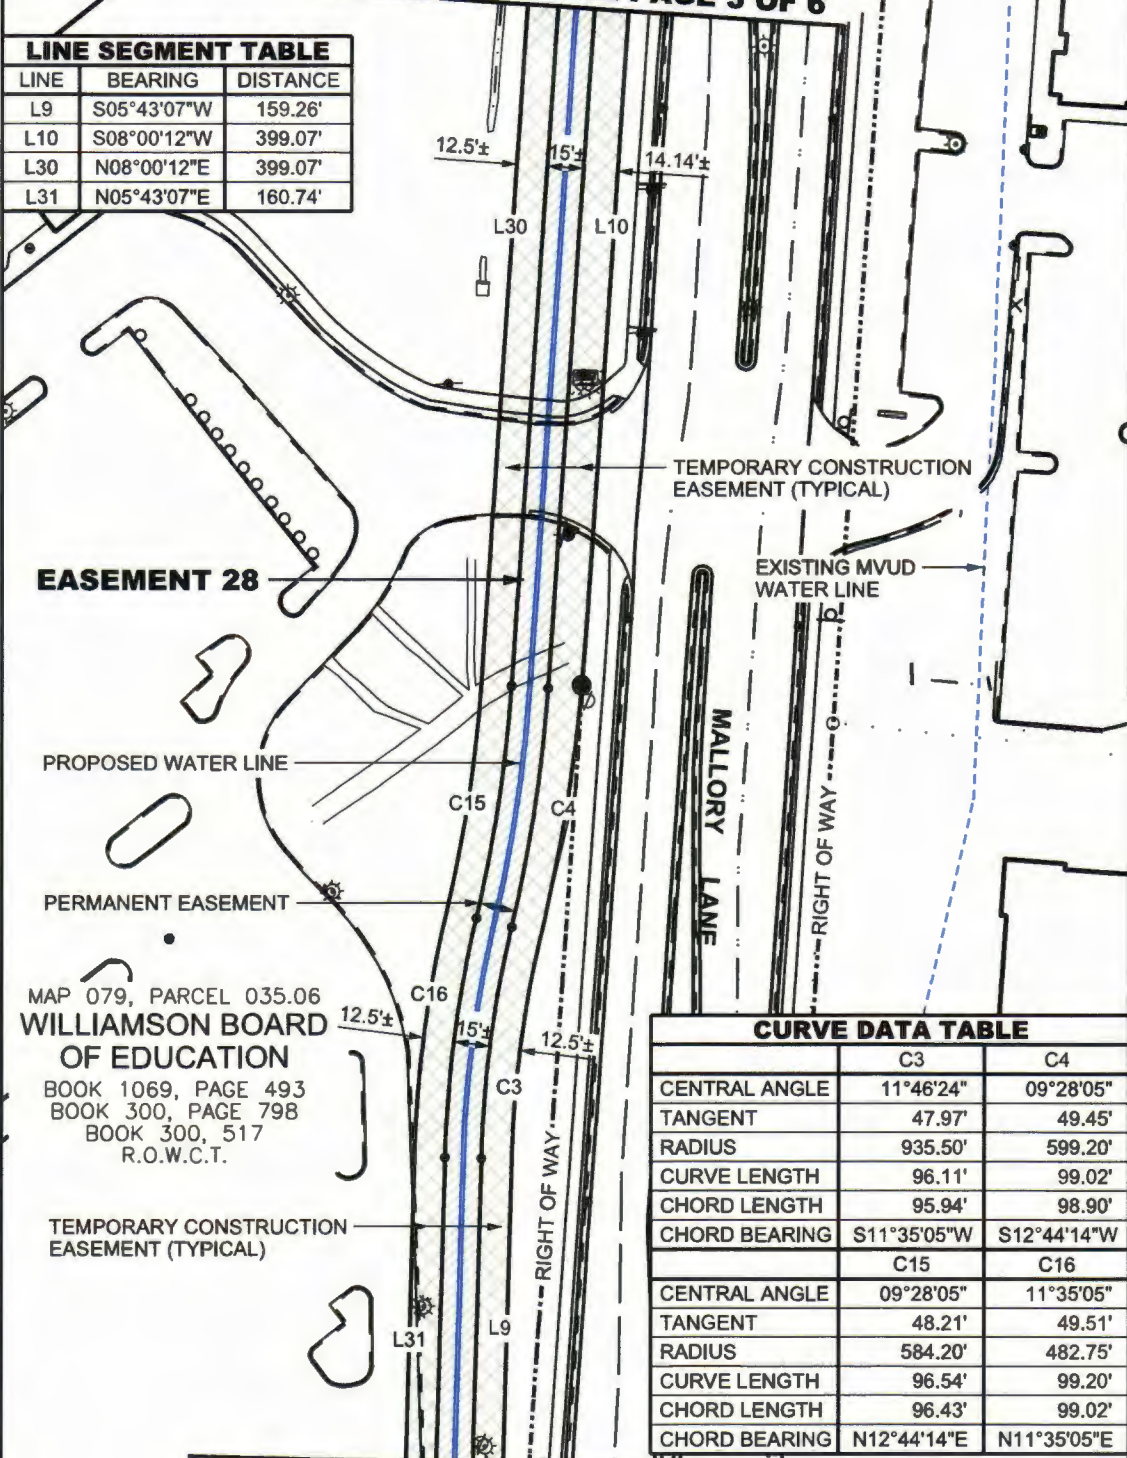 PAGE 5 OF 6
LINE SEGMENT TABLE
LINE BEARING DISTANCE
L9 S05°43'07"W 159.26'
L10 S08°00'12"W 399.07'
L30 N08°00'12"E 399.07'
L31 N05°43'07"E 160.74'
12.5'±
15'±
14.14'±
L30
L10
TEMPORARY CONSTRUCTION
EASEMENT (TYPICAL)
EASEMENT 28
EXISTING MVUD
WATER LINE
MALLORY LANE
RIGHT OF WAY
PROPOSED WATER LINE
C15
C4
PERMANENT EASEMENT
MAP 079, PARCEL 035.06
WILLIAMSON BOARD
OF EDUCATION
BOOK 1069, PAGE 493
BOOK 300, PAGE 798
BOOK 300, 517
R.O.W.C.T.
C16
12.5'±
15'±
12.5'±
C3
RIGHT OF WAY
TEMPORARY CONSTRUCTION
EASEMENT (TYPICAL)
L31
L9
CURVE DATA TABLE
C3 C4
CENTRAL ANGLE 11°46'24" 09°28'05"
TANGENT 47.97' 49.45'
RADIUS 935.50' 599.20'
CURVE LENGTH 96.11' 99.02'
CHORD LENGTH 95.94' 98.90'
CHORD BEARING S11°35'05"W S12°44'14"W
C15 C16
CENTRAL ANGLE 09°28'05" 11°35'05"
TANGENT 48.21' 49.51'
RADIUS 584.20' 482.75'
CURVE LENGTH 96.54' 99.20'
CHORD LENGTH 96.43' 99.02'
CHORD BEARING N12°44'14"E N11°35'05"E